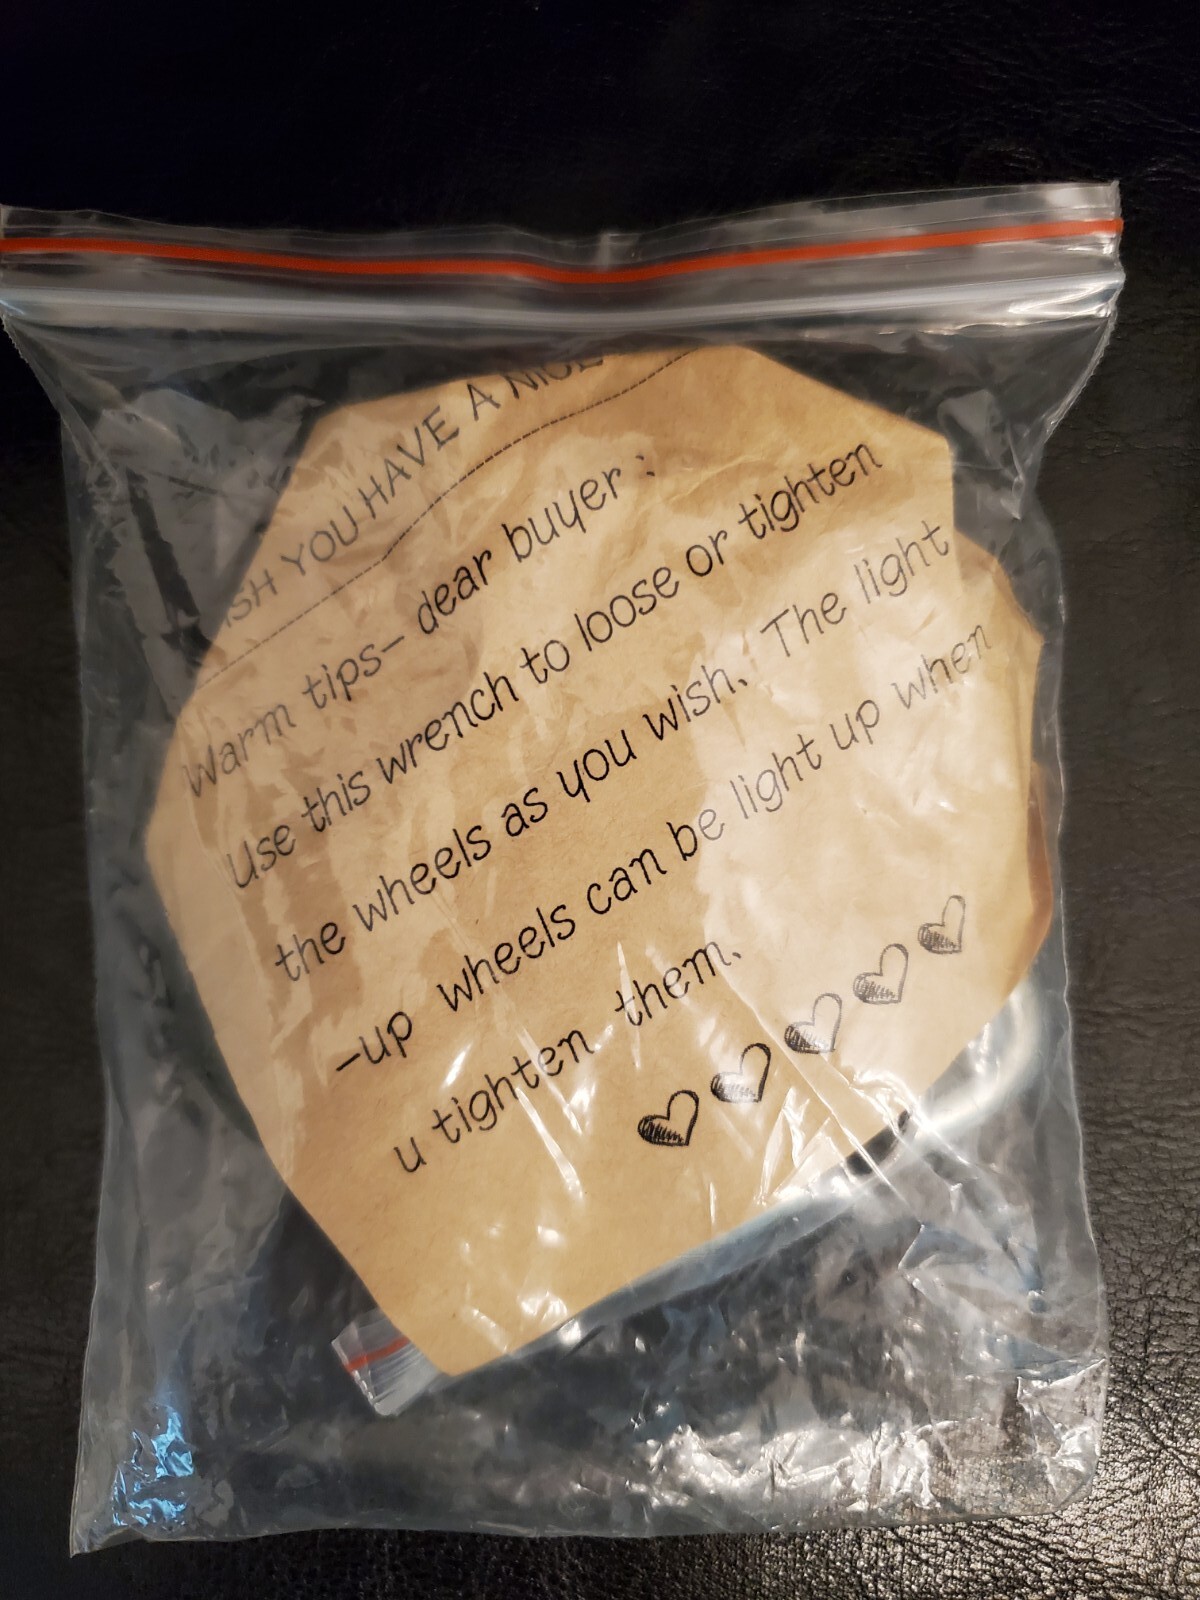 ISH YOU HAVE A NICE
Warm tips- dear buyer :
Use this wrench to loose or tighten
the wheels as you wish. The light
-up wheels can be light up when
u tighten them.